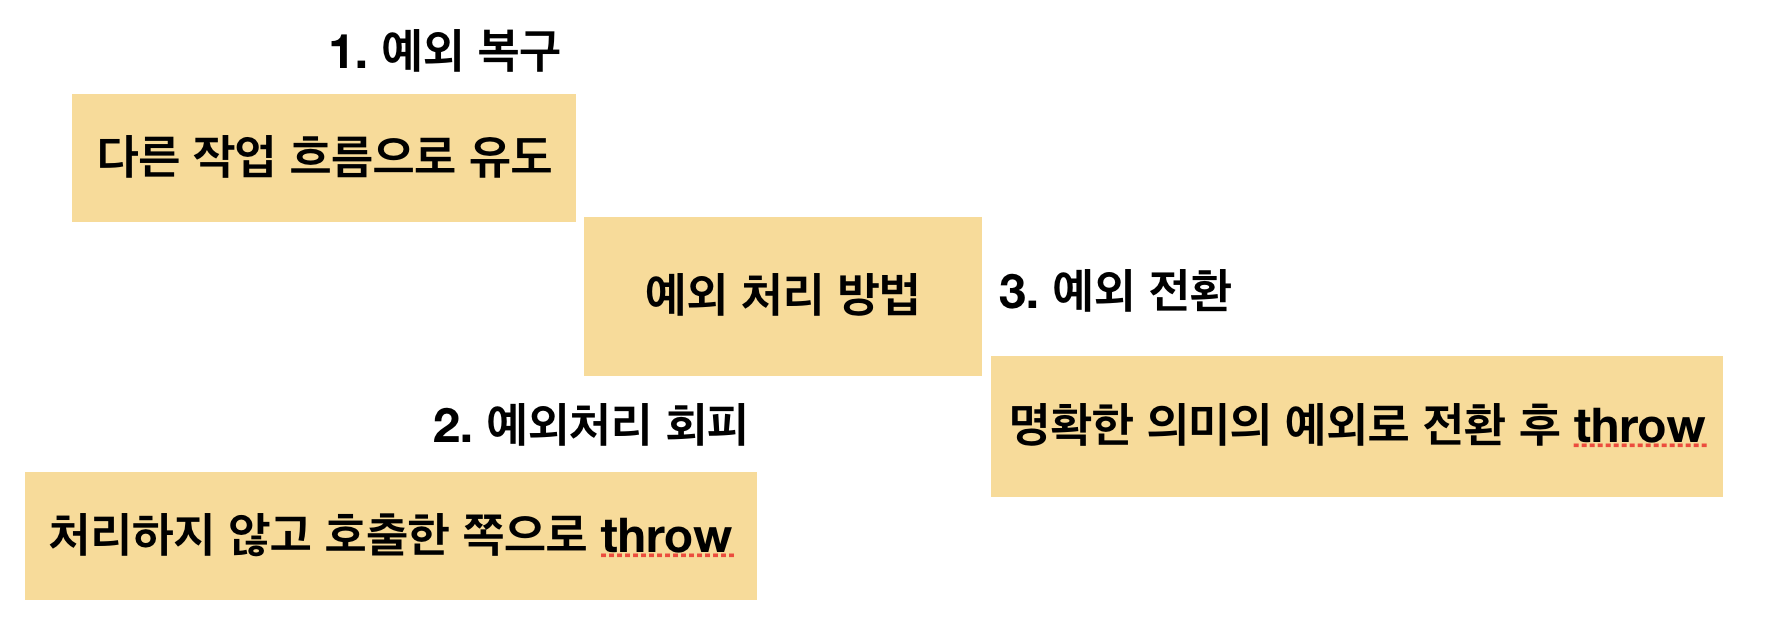 1. 예외 복구
다른 작업 흐름으로 유도
예외 처리 방법
3. 예외 전환
명확한 의미의 예외로 전환 후 throw
2. 예외처리 회피
처리하지 않고 호출한 쪽으로 throw